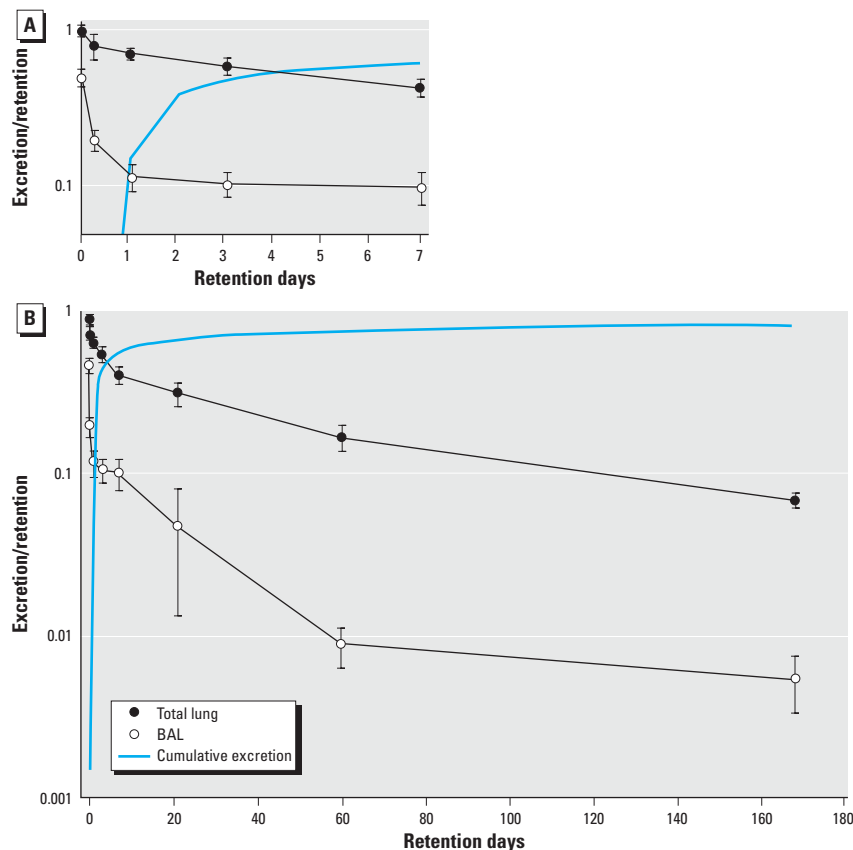 A
1
0.1
Excretion/retention
0 1 2 3 4 5 6 7
Retention days
B
1
0.1
0.01
0.001
Excretion/retention
Total lung
BAL
Cumulative excretion
0 20 40 60 80 100 120 140 160 180
Retention days